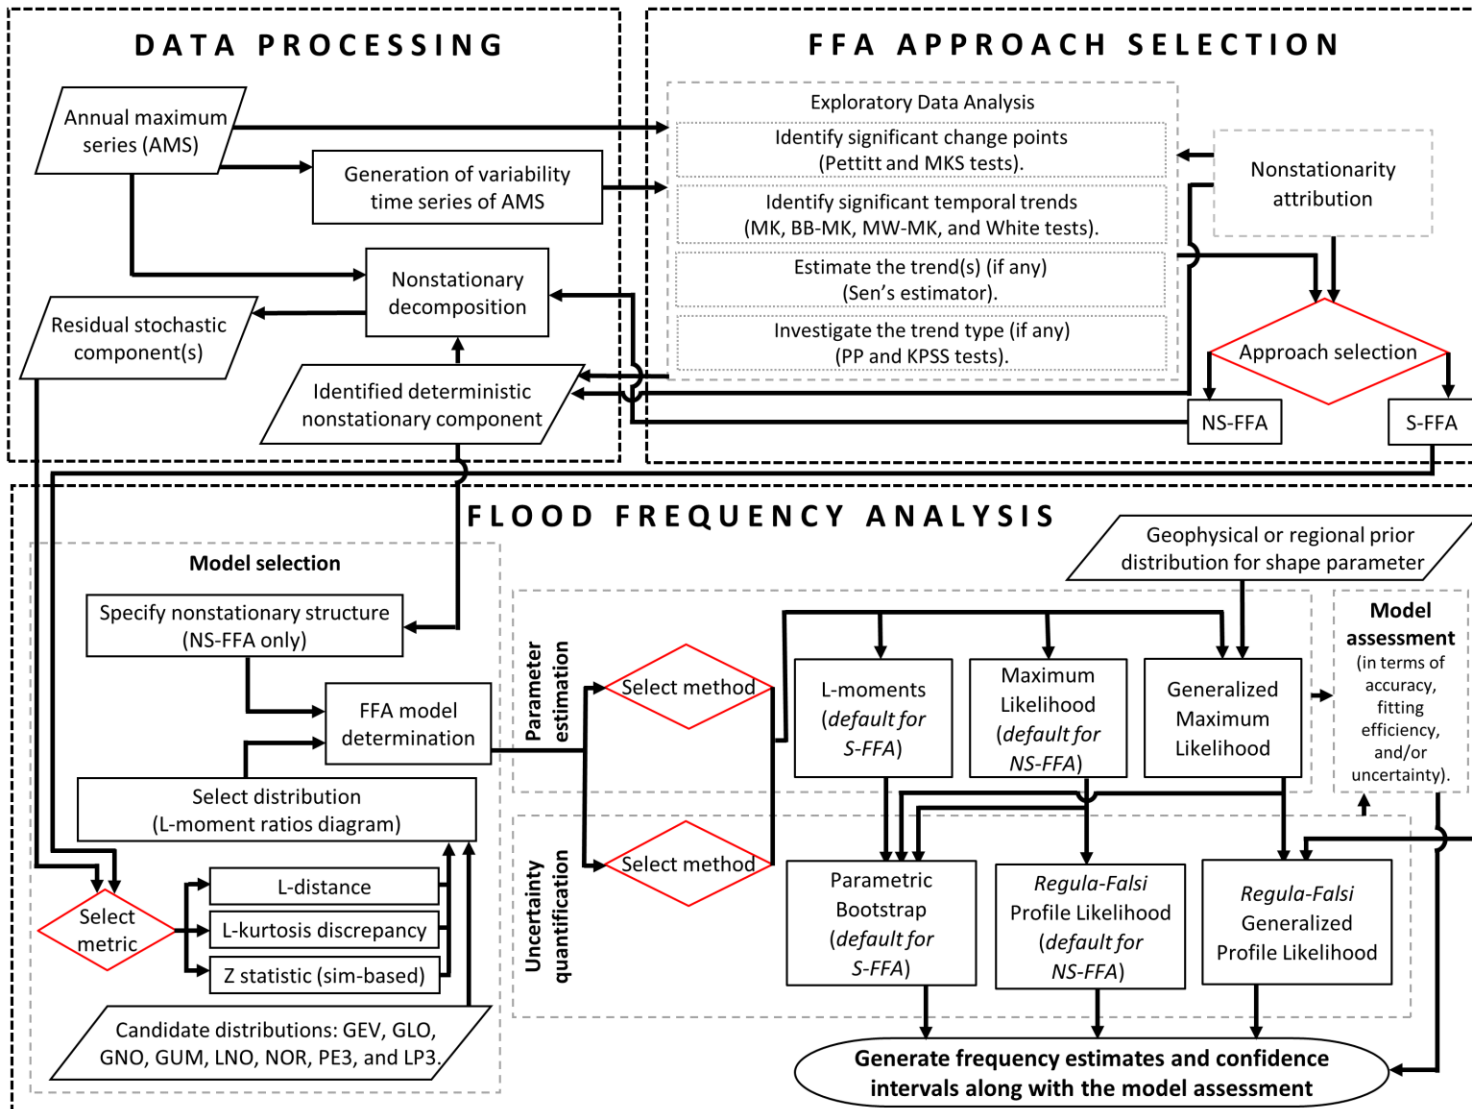 DATA PROCESSING
Annual maximum
series (AMS)
Generation of variability
time series of AMS
Nonstationary
decomposition
Residual stochastic
component(s)
Identified deterministic
nonstationary component
FFA APPROACH SELECTION
Exploratory Data Analysis
Identify significant change points
(Pettitt and MKS tests).
Identify significant temporal trends
(MK, BB-MK, MW-MK, and White tests).
Estimate the trend(s) (if any)
(Sen's estimator).
Investigate the trend type (if any)
(PP and KPSS tests).
Nonstationarity
attribution
Approach selection
NS-FFA
S-FFA
FLOOD FREQUENCY ANALYSIS
Model selection
Specify nonstationary structure
(NS-FFA only)
FFA model
determination
Select distribution
(L-moment ratios diagram)
Select
metric
L-distance
L-kurtosis discrepancy
Z statistic (sim-based)
Candidate distributions: GEV, GLO,
GNO, GUM, LNO, NOR, PE3, and LP3.
Parameter
estimation
Select method
Geophysical or regional prior
distribution for shape parameter
L-moments
(default for
S-FFA)
Maximum
Likelihood
(default for
NS-FFA)
Generalized
Maximum
Likelihood
Model
assessment
(in terms of
accuracy,
fitting
efficiency,
and/or
uncertainty).
Uncertainty
quantification
Select method
Parametric
Bootstrap
(default for
S-FFA)
Regula-Falsi
Profile Likelihood
(default for
NS-FFA)
Regula-Falsi
Generalized
Profile Likelihood
Generate frequency estimates and confidence
intervals along with the model assessment